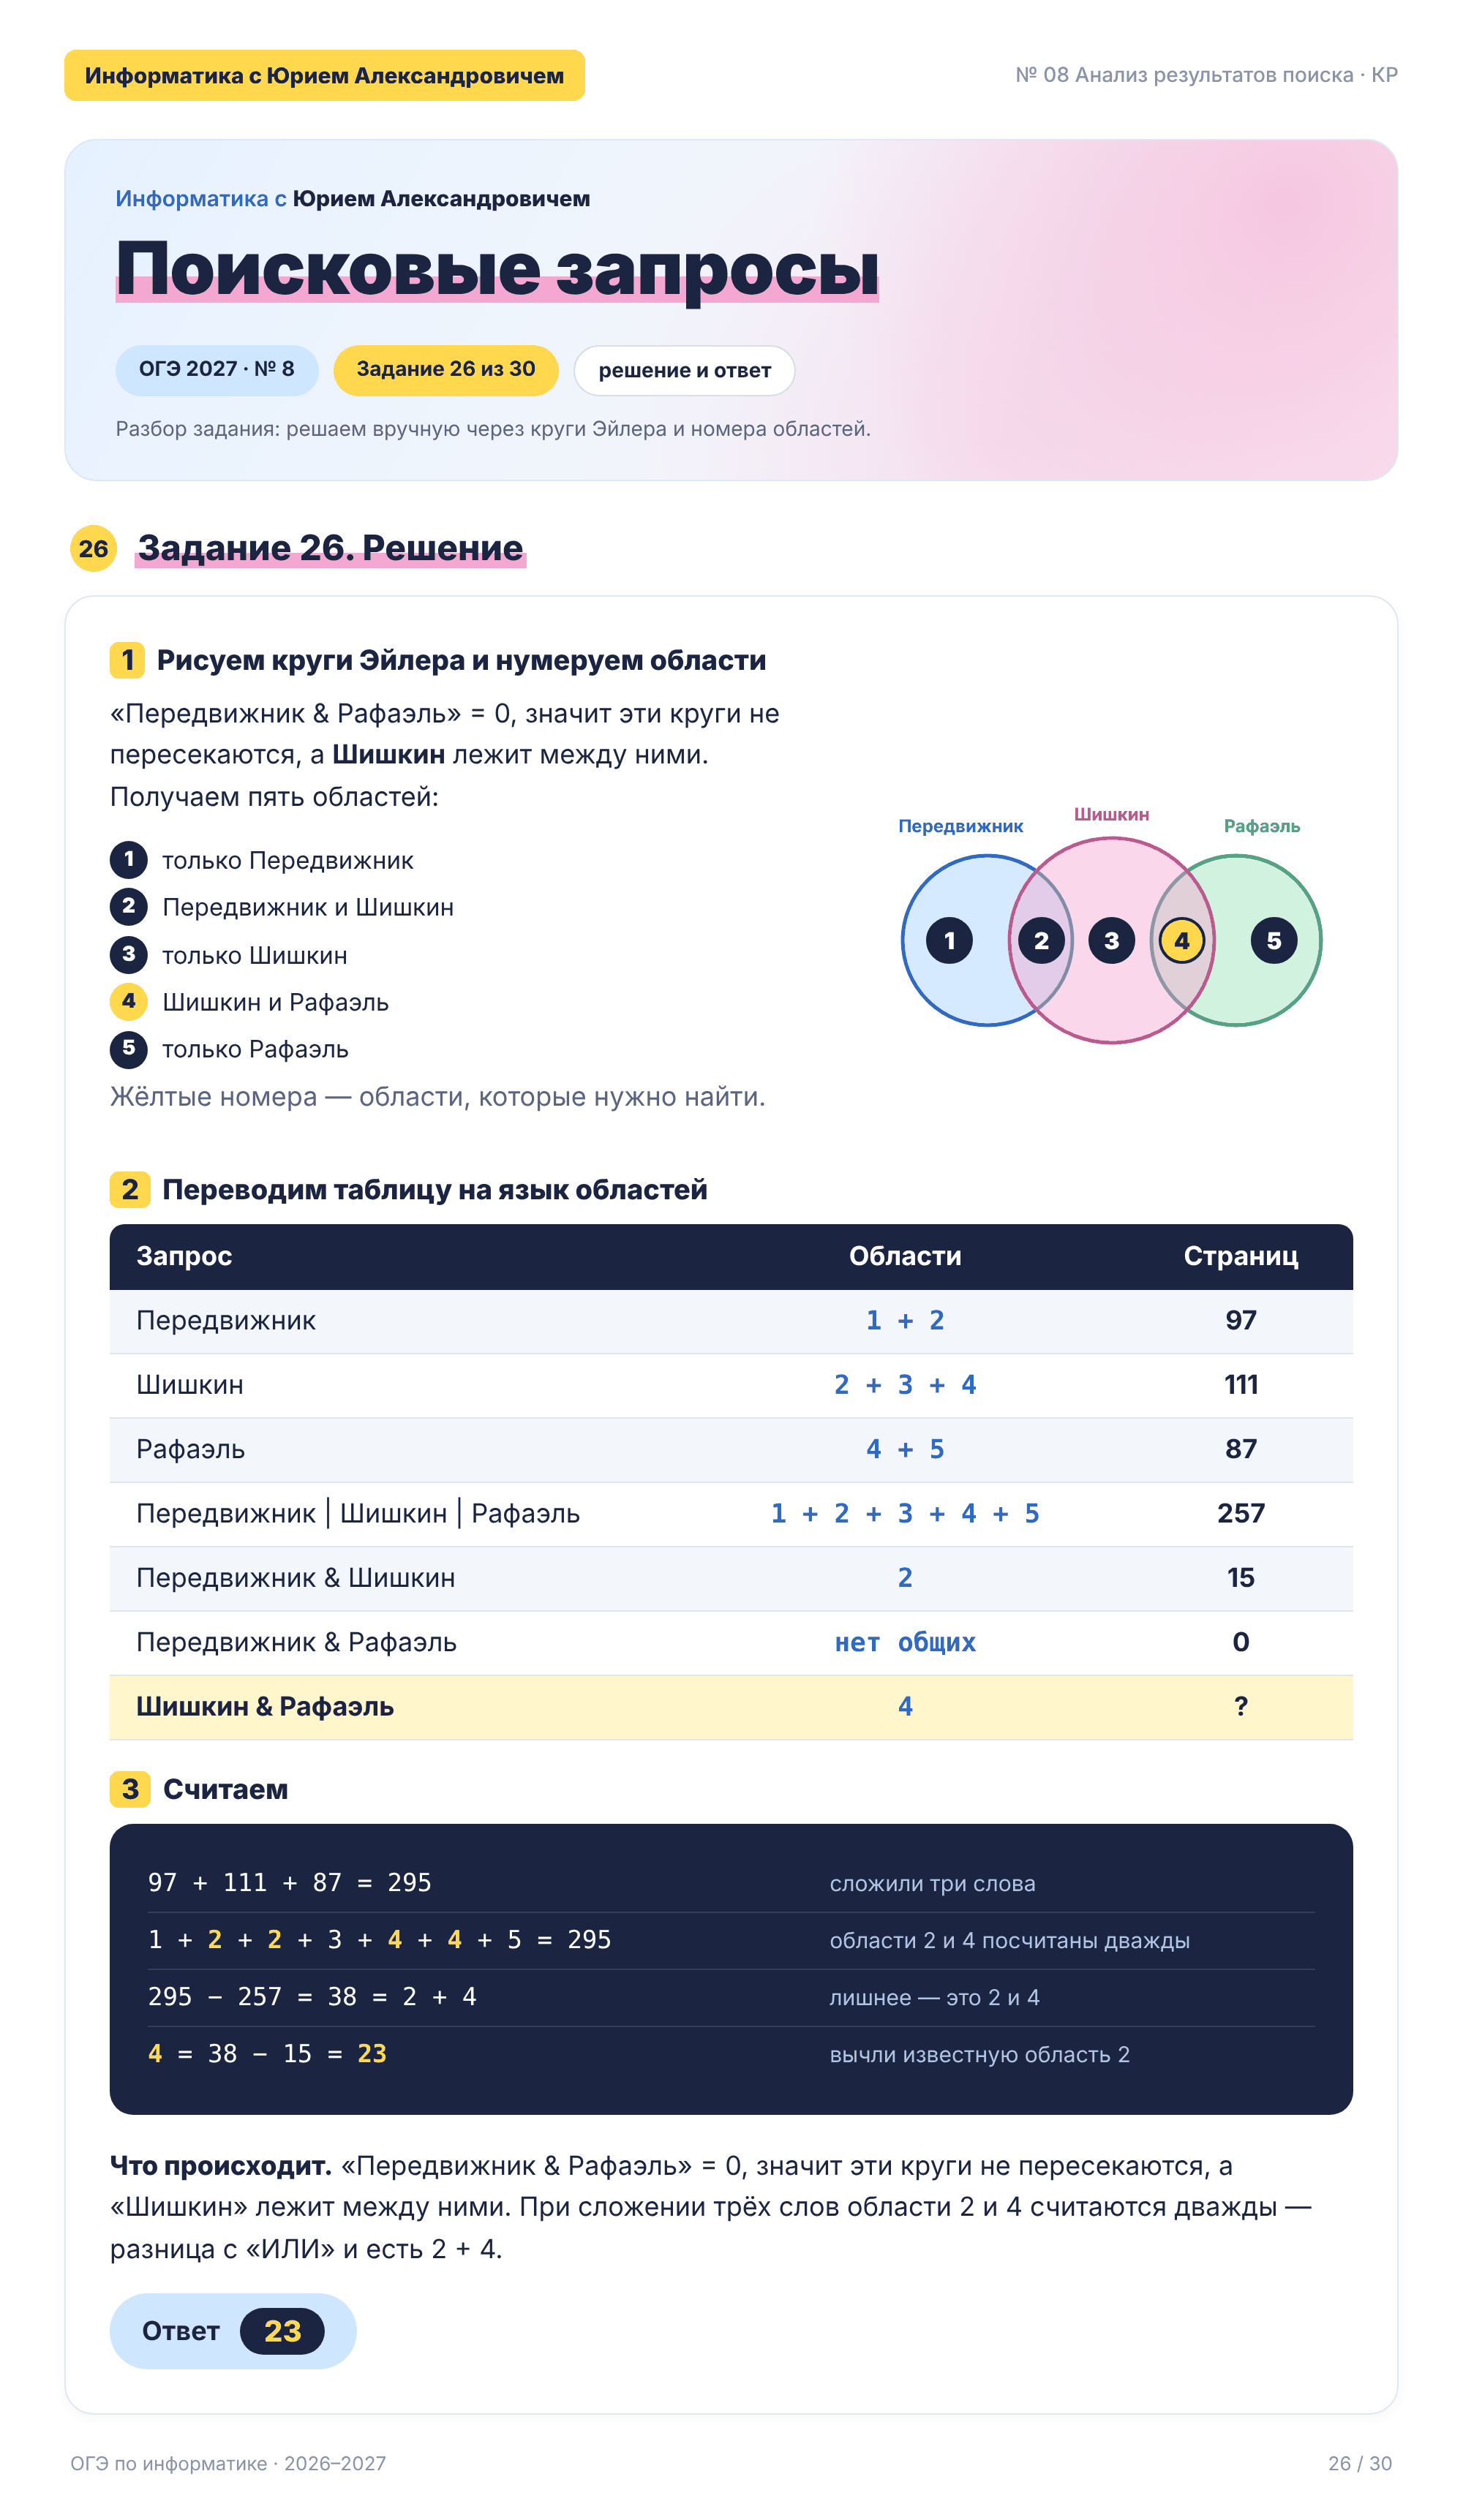 Информатика с Юрием Александровичем
№ 08 Анализ результатов поиска · КР
Информатика с Юрием Александровичем
Поисковые запросы
ОГЭ 2027 · № 8
Задание 26 из 30
решение и ответ
Разбор задания: решаем вручную через круги Эйлера и номера областей.
26 Задание 26. Решение
1 Рисуем круги Эйлера и нумеруем области
«Передвижник & Рафаэль» = 0, значит эти круги не
пересекаются, а Шишкин лежит между ними.
Получаем пять областей:
1 только Передвижник
2 Передвижник и Шишкин
3 только Шишкин
4 Шишкин и Рафаэль
5 только Рафаэль
Жёлтые номера — области, которые нужно найти.
Передвижник Шишкин Рафаэль
1 2 3 4 5
2 Переводим таблицу на язык областей
Запрос Области Страниц
Передвижник 1 + 2 97
Шишкин 2 + 3 + 4 111
Рафаэль 4 + 5 87
Передвижник | Шишкин | Рафаэль 1 + 2 + 3 + 4 + 5 257
Передвижник & Шишкин 2 15
Передвижник & Рафаэль нет общих 0
Шишкин & Рафаэль 4 ?
3 Считаем
97 + 111 + 87 = 295 сложили три слова
1 + 2 + 2 + 3 + 4 + 4 + 5 = 295 области 2 и 4 посчитаны дважды
295 − 257 = 38 = 2 + 4 лишнее — это 2 и 4
4 = 38 − 15 = 23 вычли известную область 2
Что происходит. «Передвижник & Рафаэль» = 0, значит эти круги не пересекаются, а
«Шишкин» лежит между ними. При сложении трёх слов области 2 и 4 считаются дважды —
разница с «ИЛИ» и есть 2 + 4.
Ответ 23
ОГЭ по информатике · 2026–2027
26 / 30